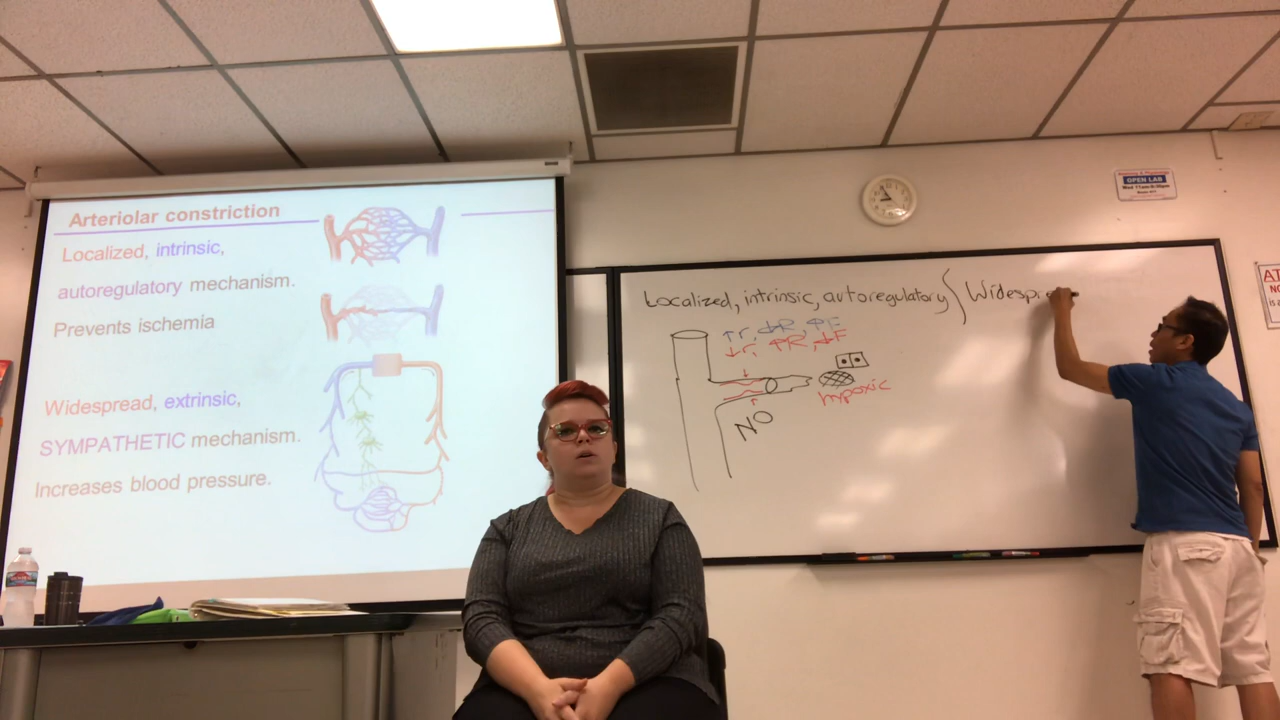 Arteriolar constriction
Localized, intrinsic,
autoregulatory mechanism.
Prevents ischemia
Widespread, extrinsic,
SYMPATHETIC mechanism.
Increases blood pressure.
Localized, intrinsic, autoregulatory
Widespre
↑r, ↓R, ↑F
↓r, ↑R, ↓F
hypoxic
NO
OPEN LAB